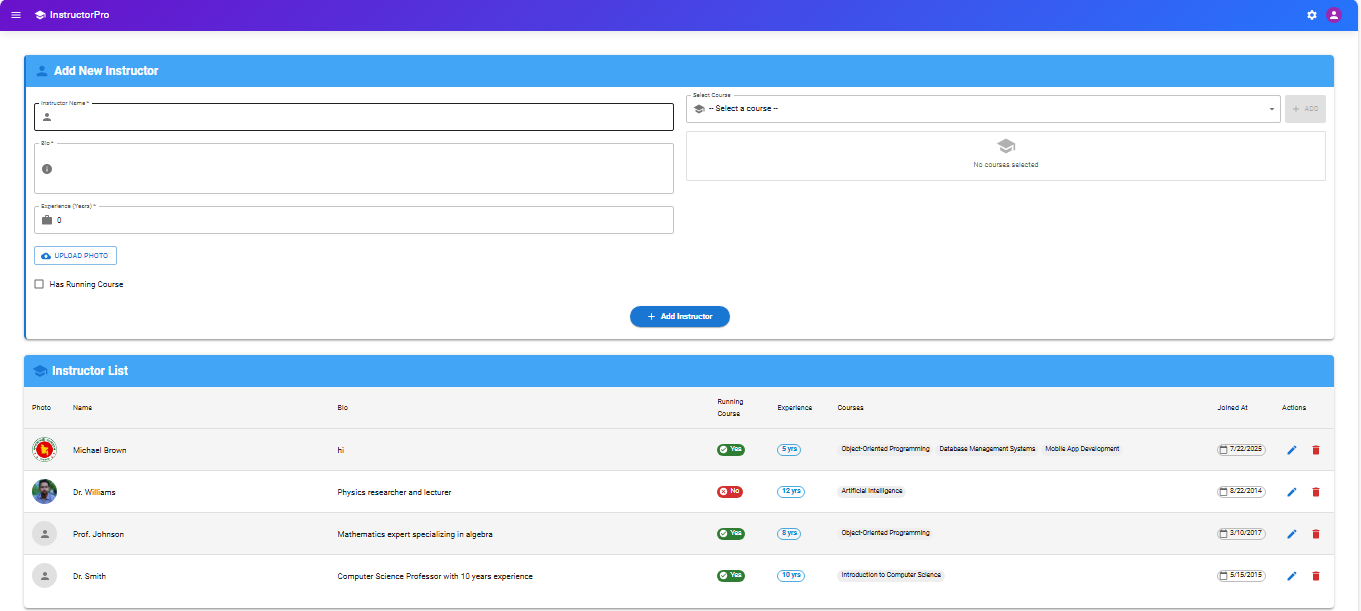 InstructorPro
Add New Instructor
Instructor Name *
Bio *
Experience (Years) *
0
UPLOAD PHOTO
Has Running Course
Select Course
-- Select a course --
+ ADD
No courses selected
+ Add Instructor
Instructor List
Photo Name Bio Running Course Experience Courses Joined At Actions
Michael Brown hi Yes 5 yrs Object-Oriented Programming Database Management Systems Mobile App Development 7/22/2025
Dr. Williams Physics researcher and lecturer No 12 yrs Artificial Intelligence 8/22/2014
Prof. Johnson Mathematics expert specializing in algebra Yes 8 yrs Object-Oriented Programming 3/10/2017
Dr. Smith Computer Science Professor with 10 years experience Yes 10 yrs Introduction to Computer Science 5/15/2015